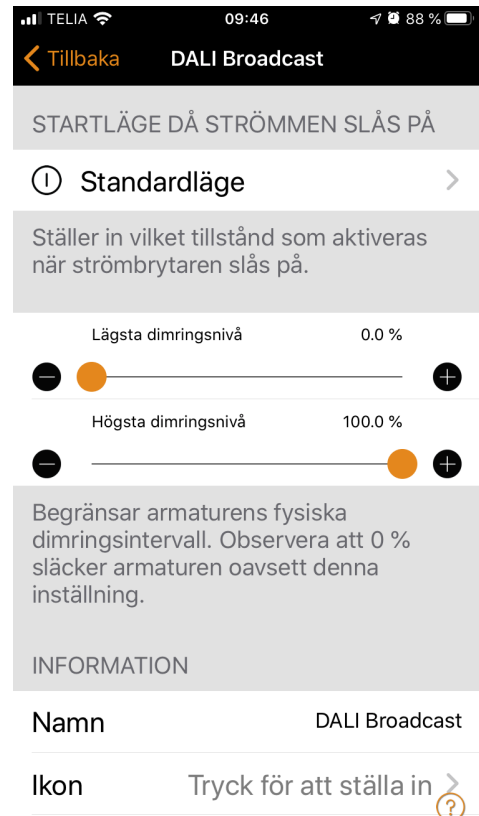 TELIA 09:46 88 %
Tillbaka DALI Broadcast
STARTLÄGE DÅ STRÖMMEN SLÅS PÅ
Standardläge
Ställer in vilket tillstånd som aktiveras
när strömbrytaren slås på.
Lägsta dimringsnivå 0.0 %
Högsta dimringsnivå 100.0 %
Begränsar armaturens fysiska
dimringsintervall. Observera att 0 %
släcker armaturen oavsett denna
inställning.
INFORMATION
Namn DALI Broadcast
Ikon Tryck för att ställa in
?